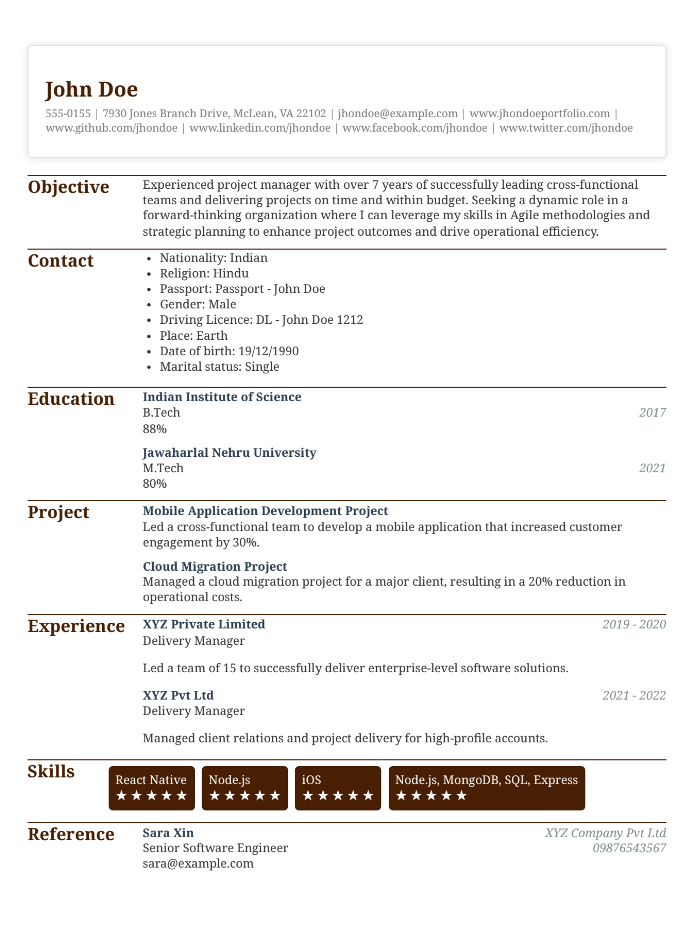 John Doe
555-0155 | 7930 Jones Branch Drive, McLean, VA 22102 | jhondoe@example.com | www.jhondoeportfolio.com |
www.github.com/jhondoe | www.linkedin.com/jhondoe | www.facebook.com/jhondoe | www.twitter.com/jhondoe
Objective
Experienced project manager with over 7 years of successfully leading cross-functional
teams and delivering projects on time and within budget. Seeking a dynamic role in a
forward-thinking organization where I can leverage my skills in Agile methodologies and
strategic planning to enhance project outcomes and drive operational efficiency.
Contact
• Nationality: Indian
• Religion: Hindu
• Passport: Passport - John Doe
• Gender: Male
• Driving Licence: DL - John Doe 1212
• Place: Earth
• Date of birth: 19/12/1990
• Marital status: Single
Education
Indian Institute of Science
B.Tech 2017
88%
Jawaharlal Nehru University
M.Tech 2021
80%
Project
Mobile Application Development Project
Led a cross-functional team to develop a mobile application that increased customer
engagement by 30%.
Cloud Migration Project
Managed a cloud migration project for a major client, resulting in a 20% reduction in
operational costs.
Experience
XYZ Private Limited 2019 - 2020
Delivery Manager
Led a team of 15 to successfully deliver enterprise-level software solutions.
XYZ Pvt Ltd 2021 - 2022
Delivery Manager
Managed client relations and project delivery for high-profile accounts.
Skills
React Native Node.js iOS Node.js, MongoDB, SQL, Express
★★★★★ ★★★★★ ★★★★★ ★★★★★
Reference
Sara Xin XYZ Company Pvt Ltd
Senior Software Engineer 09876543567
sara@example.com